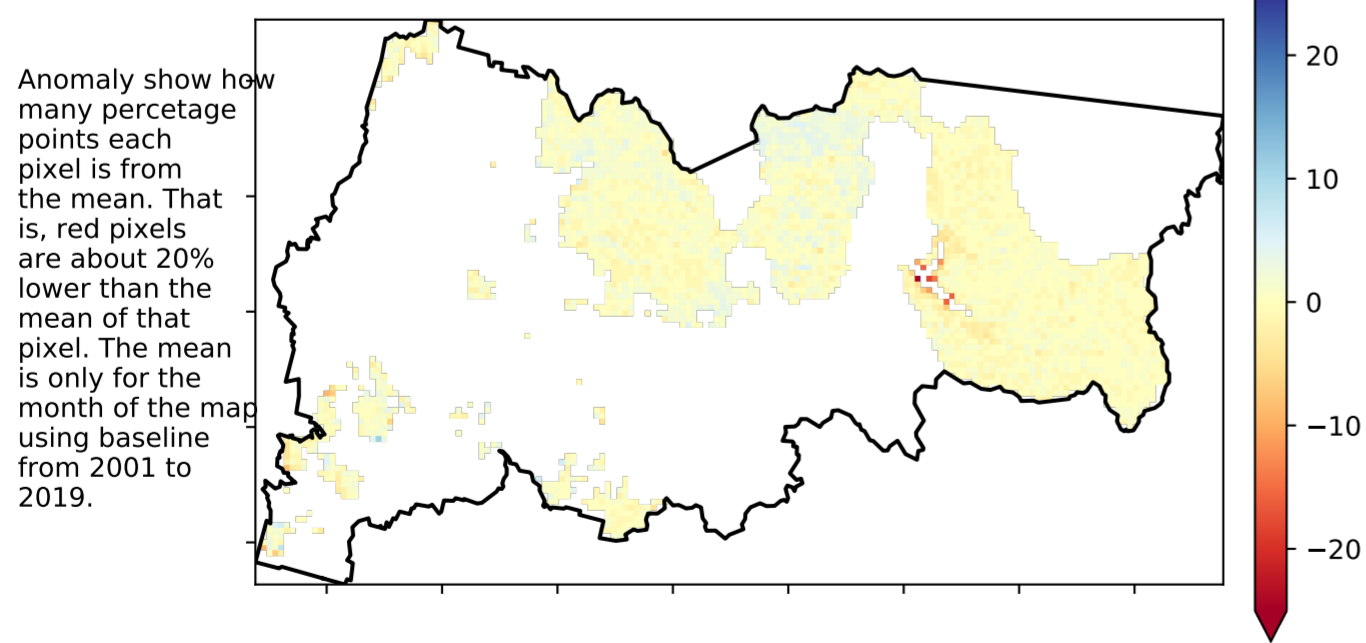 Anomaly show how
many percetage
points each
pixel is from
the mean. That
is, red pixels
are about 20%
lower than the
mean of that
pixel. The mean
is only for the
month of the map
using baseline
from 2001 to
2019.
20
10
0
−10
−20